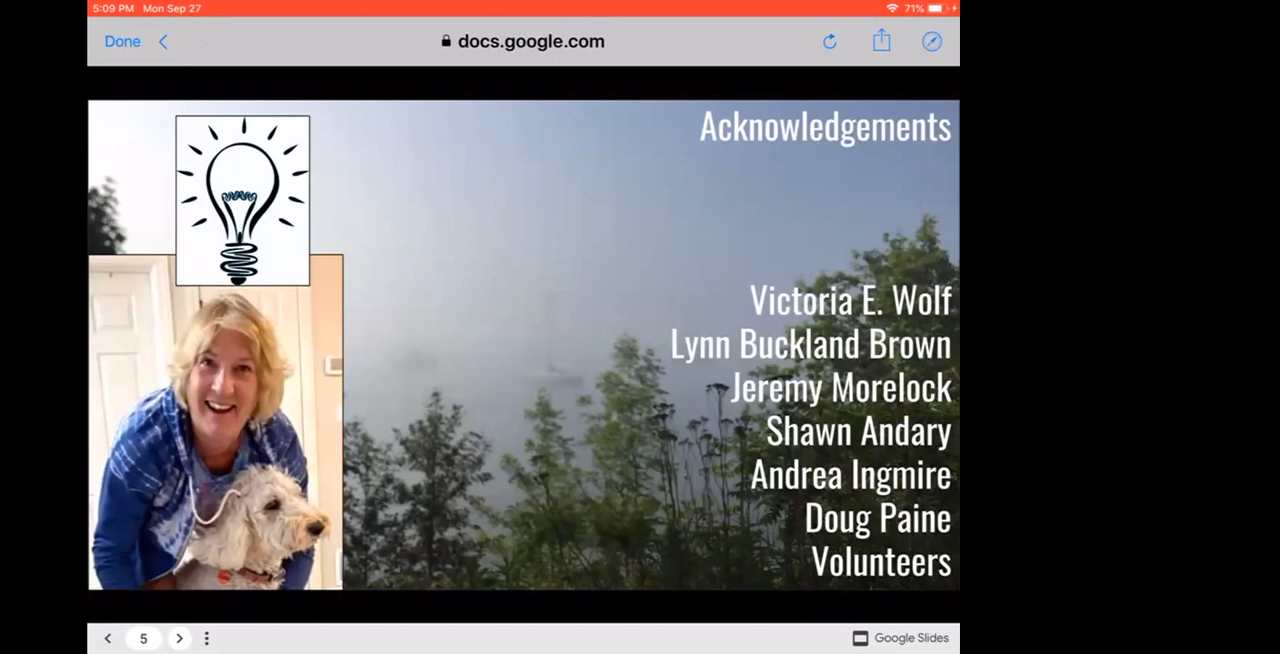 5:09 PM Mon Sep 27
71%
Done
docs.google.com
Acknowledgements
Victoria E. Wolf
Lynn Buckland Brown
Jeremy Morelock
Shawn Andary
Andrea Ingmire
Doug Paine
Volunteers
5
Google Slides